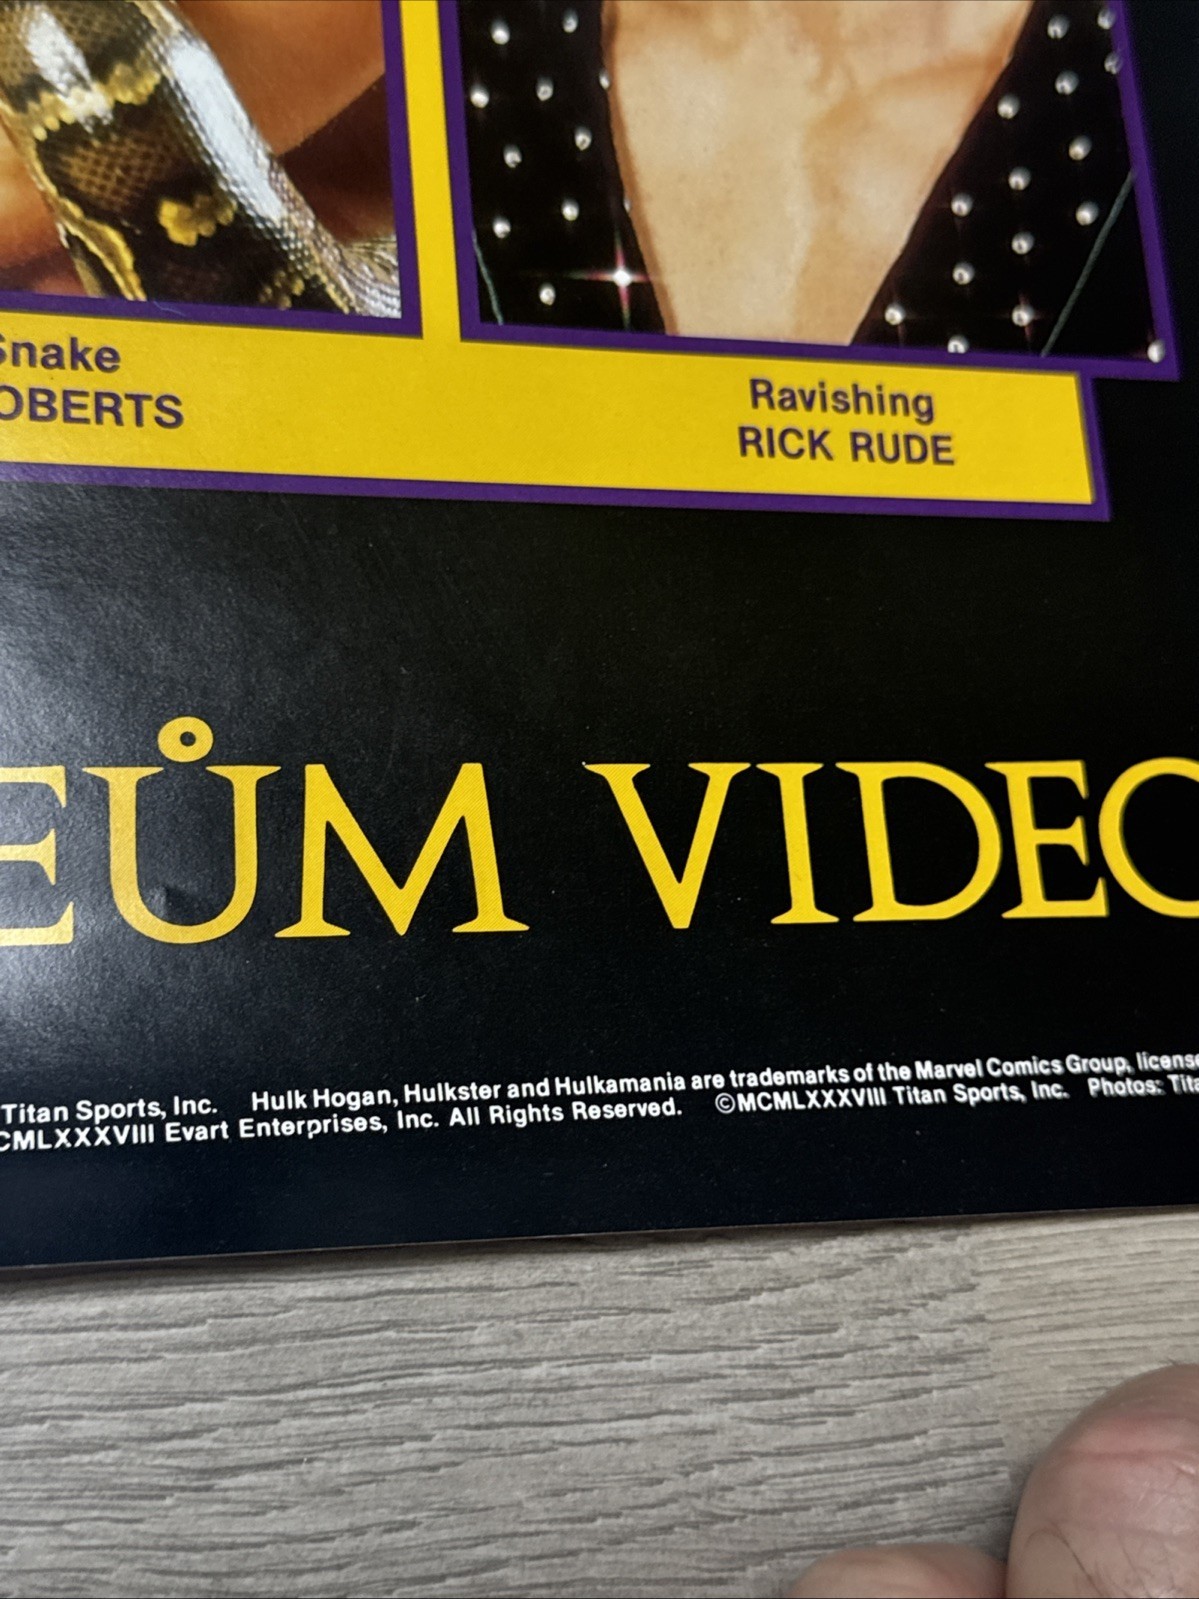 Snake
OBERTS
Ravishing
RICK RUDE
EŮM VIDEO
Titan Sports, Inc. Hulk Hogan, Hulkster and Hulkamania are trademarks of the Marvel Comics Group, license
CMLXXXVIII Evart Enterprises, Inc. All Rights Reserved. ©MCMLXXXVIII Titan Sports, Inc. Photos: Tita